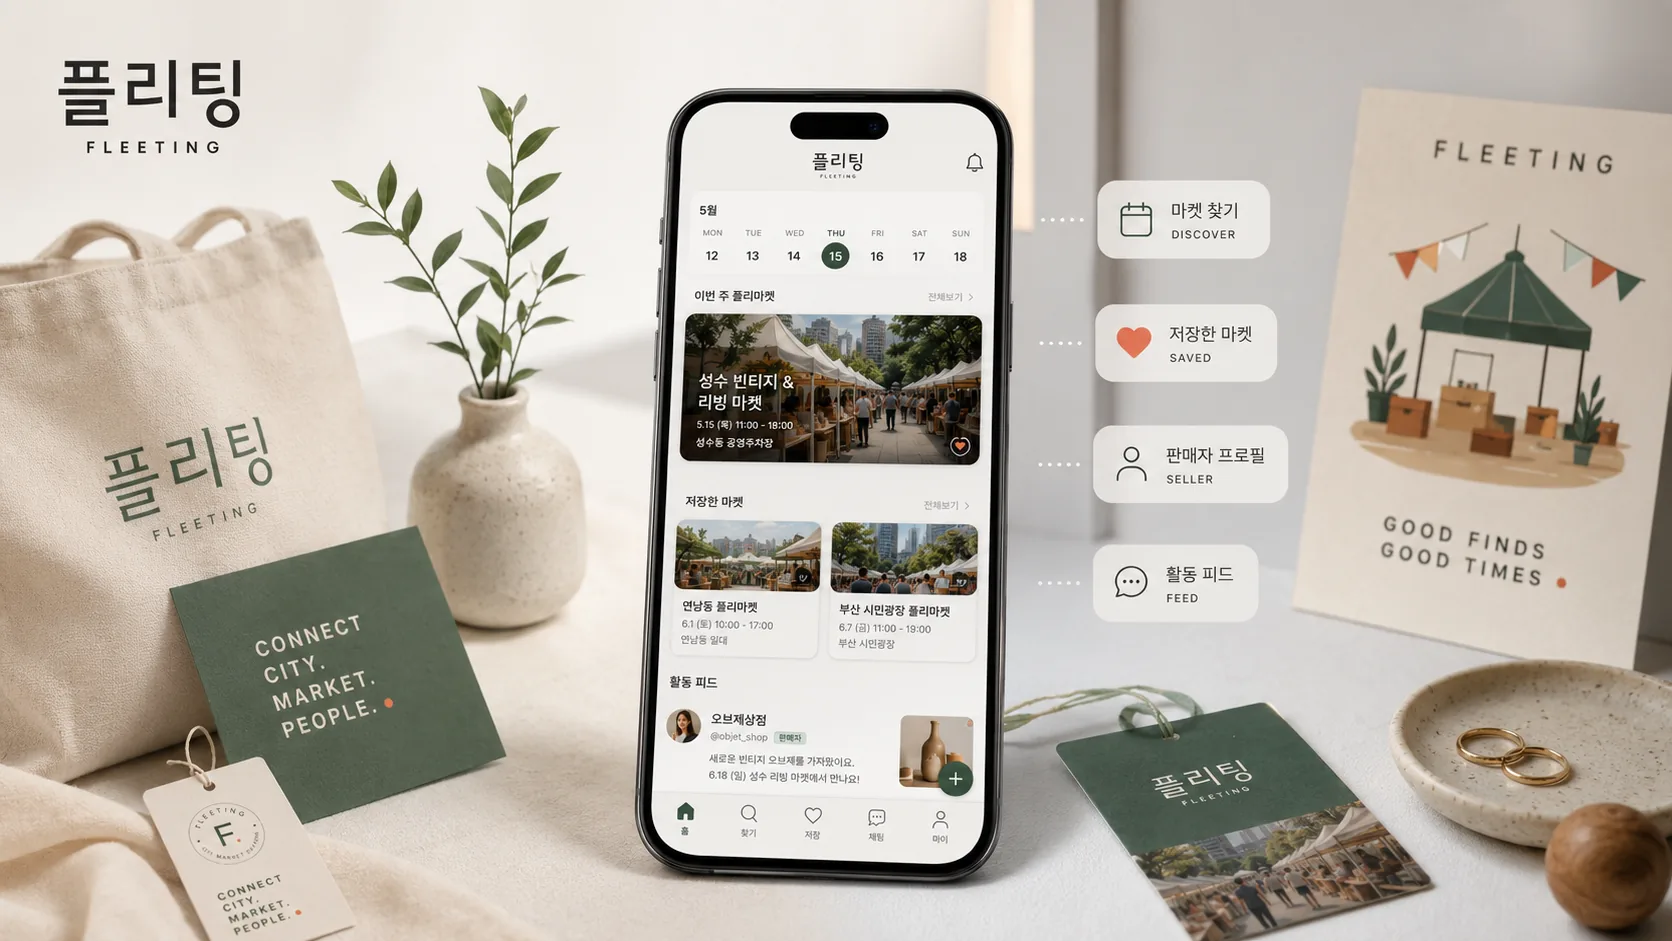 플리팅
FLEETING
플리팅
FLEETING
CONNECT
CITY.
MARKET.
PEOPLE.
FLEETING
F.
CONNECT
CITY.
MARKET.
PEOPLE.
플리팅
FLEETING
5월
MON TUE WED THU FRI SAT SUN
12 13 14 15 16 17 18
이번 주 플리마켓 전체보기 >
성수 빈티지 &
리빙 마켓
5.15 (목) 11:00 - 18:00
성수동 공영주차장
저장한 마켓 전체보기 >
연남동 플리마켓
6.1 (토) 10:00 - 17:00
연남동 일대
부산 시민광장 플리마켓
6.7 (금) 11:00 - 19:00
부산 시민광장
활동 피드
오브제상점
@objet_shop 판매자
새로운 빈티지 오브제를
6.18 (일) 성수 리빙 만나요!
홈 찾기 저장 채팅 마이
마켓 찾기
DISCOVER
저장한 마켓
SAVED
판매자 프로필
SELLER
활동 피드
FEED
FLEETING
GOOD FINDS
GOOD TIMES
플리팅
FLEETING